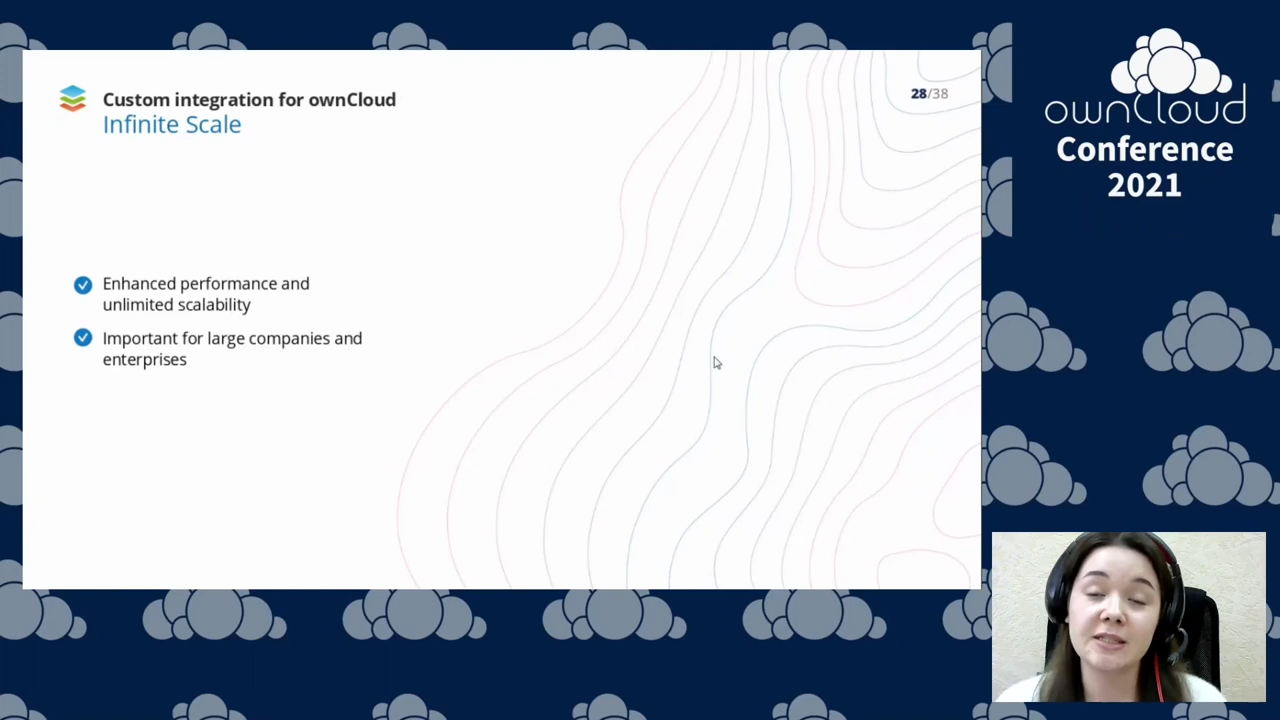 Custom integration for ownCloud
Infinite Scale
28/38
Enhanced performance and
unlimited scalability
Important for large companies and
enterprises
ownCloud
Conference
2021